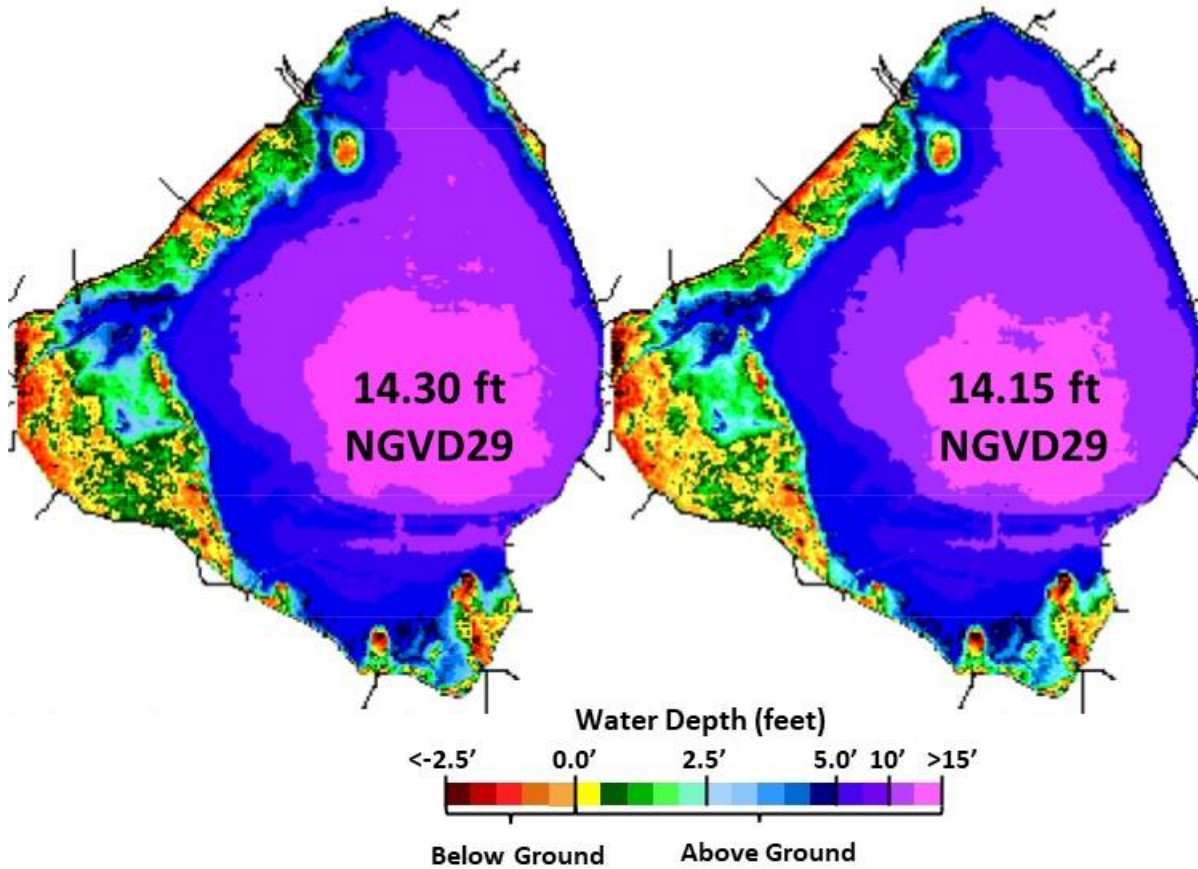 14.30 ft
NGVD29
14.15 ft
NGVD29
Water Depth (feet)
<-2.5’ 0.0’ 2.5’ 5.0’ 10’ >15’
Below Ground Above Ground